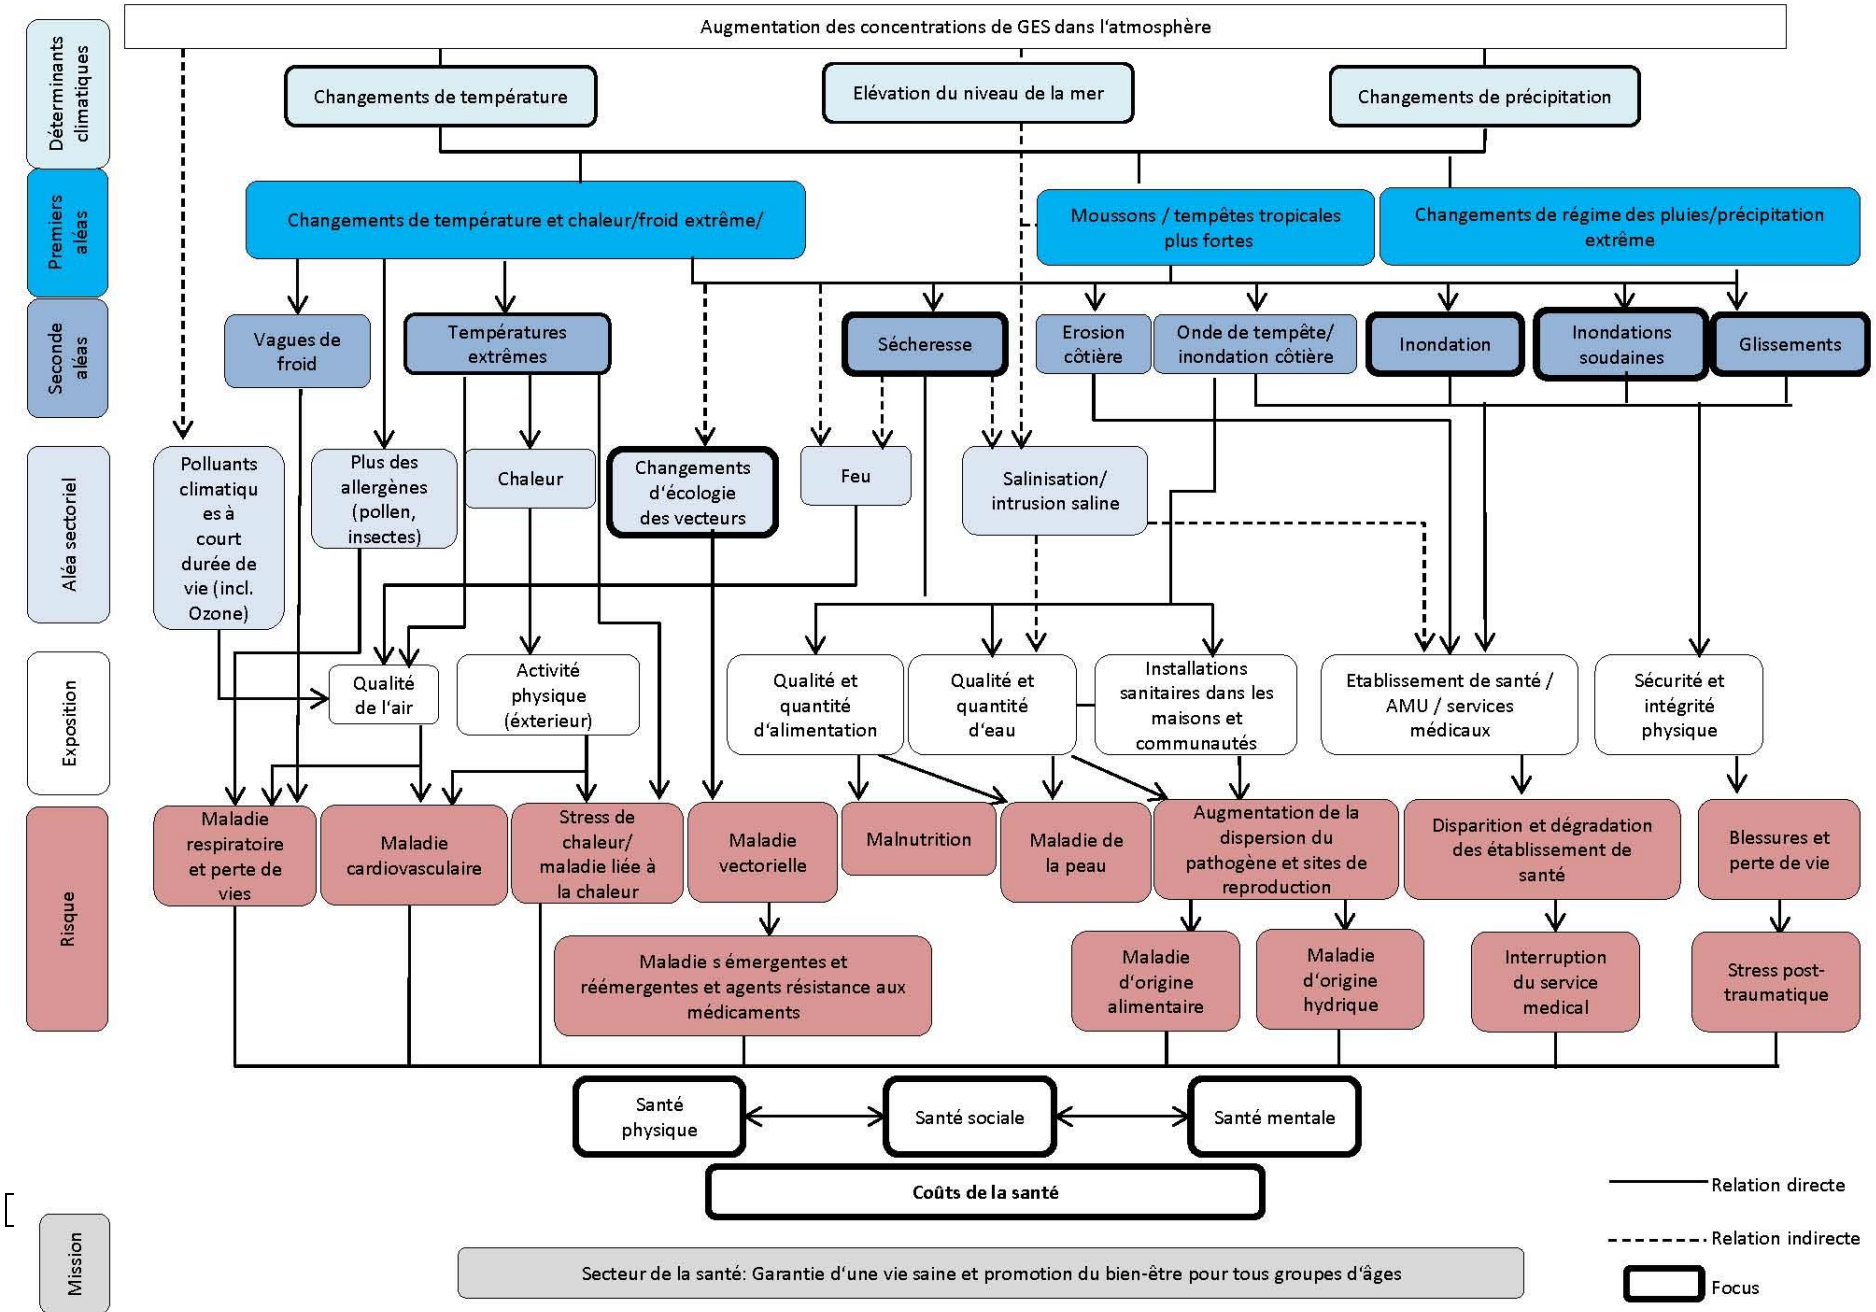 Augmentation des concentrations de GES dans l'atmosphère
Déterminants
climatiques
Changements de température
Elévation du niveau de la mer
Changements de précipitation
Premiers
aléas
Changements de température et chaleur/froid extrême/
Moussons / tempêtes tropicales
plus fortes
Changements de régime des pluies/précipitation
extrême
Seconde
aléas
Vagues de
froid
Températures
extrêmes
Sécheresse
Erosion
côtière
Onde de tempête/
inondation côtière
Inondation
Inondations
soudaines
Glissements
Aléa sectoriel
Polluants
climatiqu
es à
court
durée de
vie (incl.
Ozone)
Plus des
allergènes
(pollen,
insectes)
Chaleur
Changements
d'écologie
des vecteurs
Feu
Salinisation/
intrusion saline
Exposition
Qualité
de l'air
Activité
physique
(éxterieur)
Qualité et
quantité
d'alimentation
Qualité et
quantité
d'eau
Installations
sanitaires dans les
maisons et
communautés
Etablissement de santé /
AMU / services
médicaux
Sécurité et
intégrité
physique
Risque
Maladie
respiratoire
et perte de
vies
Maladie
cardiovasculaire
Stress de
chaleur/
maladie liée à
la chaleur
Maladie
vectorielle
Malnutrition
Maladie de
la peau
Augmentation de la
dispersion du
pathogène et sites de
reproduction
Disparition et dégradation
des établissement de
santé
Blessures et
perte de vie
Maladie s émergentes et
réémergentes et agents résistance aux
médicaments
Maladie
d'origine
alimentaire
Maladie
d'origine
hydrique
Interruption
du service
medical
Stress post-
traumatique
Santé
physique
Santé sociale
Santé mentale
Coûts de la santé
Mission
Secteur de la santé: Garantie d'une vie saine et promotion du bien-être pour tous groupes d'âges
Relation directe
Relation indirecte
Focus